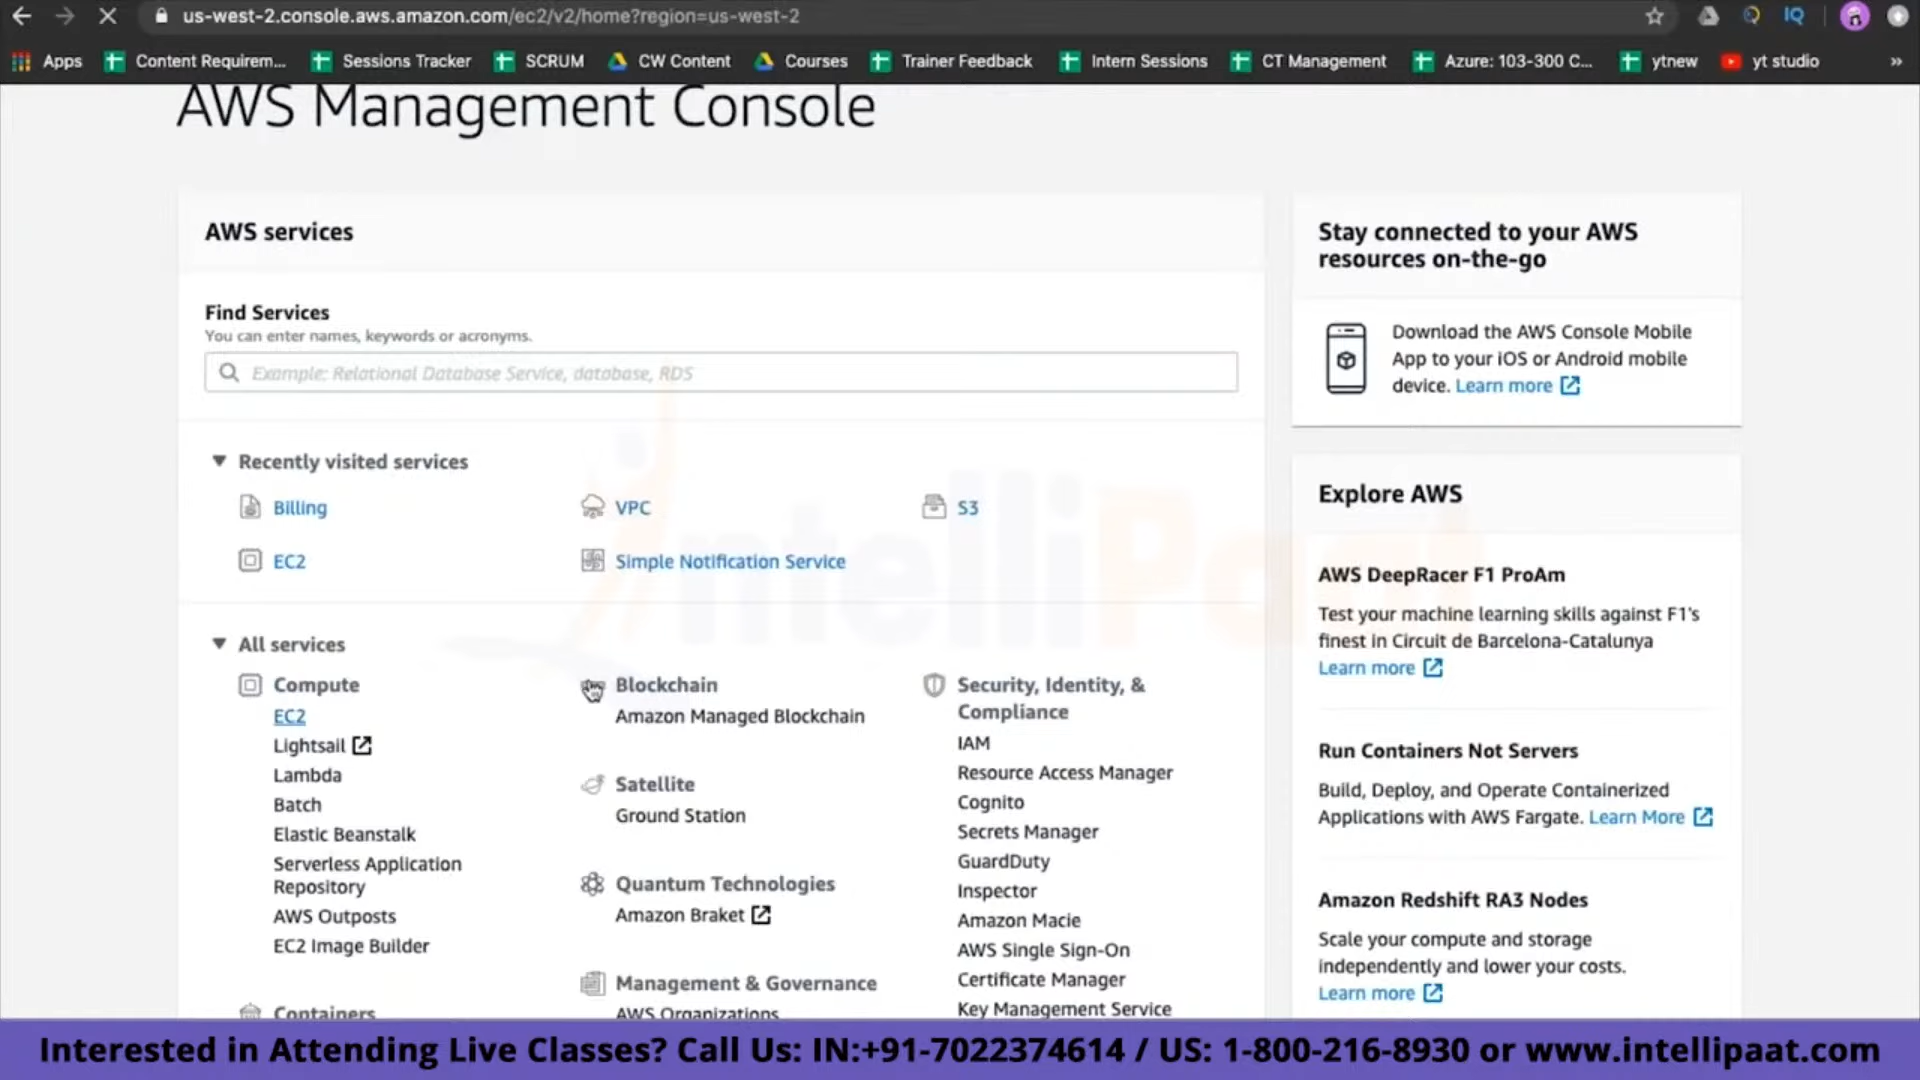 us-west-2.console.aws.amazon.com/ec2/v2/home?region=us-west-2
IQ
Apps
Content Requirem...
Sessions Tracker
SCRUM
CW Content
Courses
Trainer Feedback
Intern Sessions
CT Management
Azure: 103-300 C...
ytnew
yt studio
»
AWS Management Console
AWS services
Find Services
You can enter names, keywords or acronyms.
Example: Relational Database Service, database, RDS
Recently visited services
Billing
VPC
S3
EC2
Simple Notification Service
All services
Compute
EC2
Lightsail
Lambda
Batch
Elastic Beanstalk
Serverless Application
Repository
AWS Outposts
EC2 Image Builder
Containers
Blockchain
Amazon Managed Blockchain
Satellite
Ground Station
Quantum Technologies
Amazon Braket
Management & Governance
AWS Organizations
Security, Identity, &
Compliance
IAM
Resource Access Manager
Cognito
Secrets Manager
GuardDuty
Inspector
Amazon Macie
AWS Single Sign-On
Certificate Manager
Key Management Service
Stay connected to your AWS
resources on-the-go
Download the AWS Console Mobile
App to your iOS or Android mobile
device. Learn more
Explore AWS
AWS DeepRacer F1 ProAm
Test your machine learning skills against F1's
finest in Circuit de Barcelona-Catalunya
Learn more
Run Containers Not Servers
Build, Deploy, and Operate Containerized
Applications with AWS Fargate. Learn More
Amazon Redshift RA3 Nodes
Scale your compute and storage
independently and lower your costs.
Learn more
IntelliPaat
Interested in Attending Live Classes? Call Us: IN:+91-7022374614 / US: 1-800-216-8930 or www.intellipaat.com